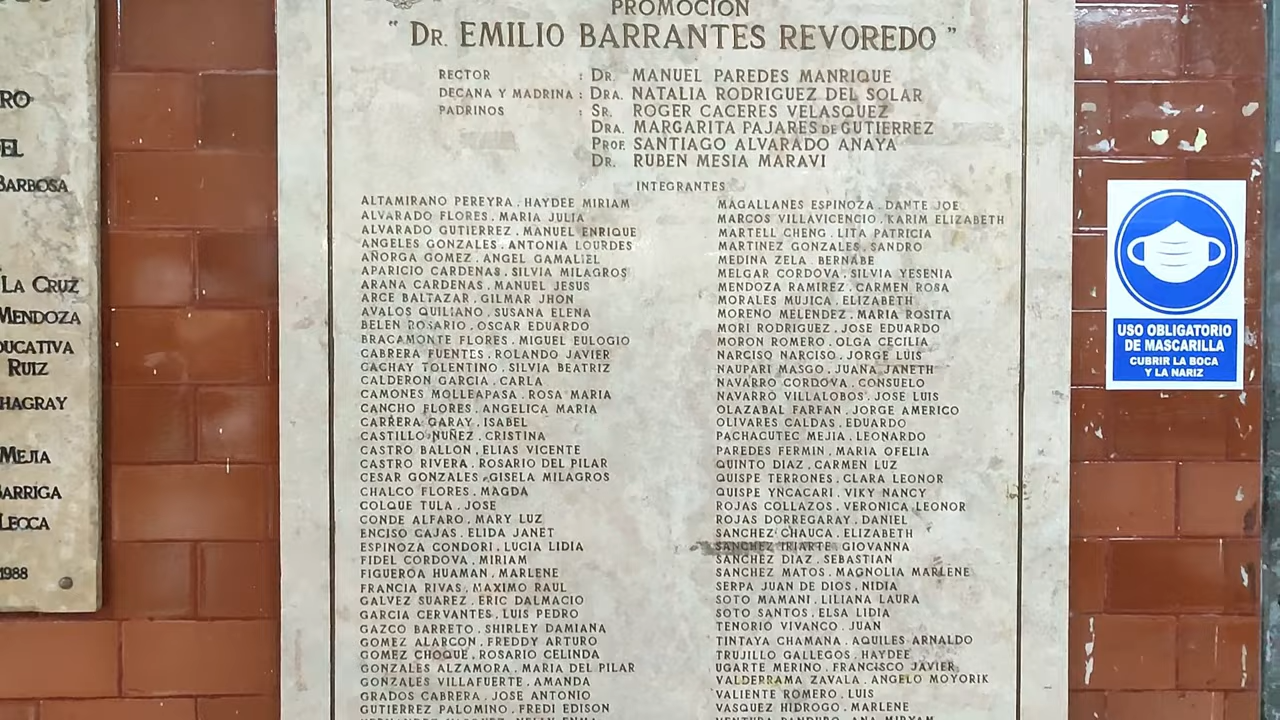 RO
EL
BARBOSA
LA CRUZ
MENDOZA
DUCATIVA
RUIZ
HAGRAY
MEJIA
BARRIGA
LECCA
1988
PROMOCION
" DR. EMILIO BARRANTES REVOREDO "
RECTOR : DR. MANUEL PAREDES MANRIQUE
DECANA Y MADRINA : DRA. NATALIA RODRIGUEZ DEL SOLAR
PADRINOS : SR. ROGER CACERES VELASQUEZ
DRA. MARGARITA PAJARES DE GUTIERREZ
PROF. SANTIAGO ALVARADO ANAYA
DR. RUBEN MESIA MARAVI
INTEGRANTES
ALTAMIRANO PEREYRA . HAYDEE MIRIAM
ALVARADO FLORES . MARIA JULIA
ALVARADO GUTIERREZ . MANUEL ENRIQUE
ANGELES GONZALES . ANTONIA LOURDES
AÑORGA GOMEZ . ANGEL GAMALIEL
APARICIO CARDENAS . SILVIA MILAGROS
ARANA CARDENAS . MANUEL JESUS
ARCE BALTAZAR . GILMAR JHON
AVALOS QUILIANO . SUSANA ELENA
BELEN ROSARIO . OSCAR EDUARDO
BRACAMONTE FLORES . MIGUEL EULOGIO
CABRERA FUENTES . ROLANDO JAVIER
CACHAY TOLENTINO . SILVIA BEATRIZ
CALDERON GARCIA . CARLA
CAMONES MOLLEAPASA . ROSA MARIA
CANCHO FLORES . ANGELICA MARIA
CARRERA GARAY . ISABEL
CASTILLO NUÑEZ . CRISTINA
CASTRO BALLON . ELIAS VICENTE
CASTRO RIVERA . ROSARIO DEL PILAR
CESAR GONZALES . GISELA MILAGROS
CHALCO FLORES . MAGDA
COLQUE TULA . JOSE
CONDE ALFARO . MARY LUZ
ENCISO CAJAS . ELIDA JANET
ESPINOZA CONDORI . LUCIA LIDIA
FIDEL CORDOVA . MIRIAM
FIGUEROA HUAMAN . MARLENE
FRANCIA RIVAS . MAXIMO RAUL
GALVEZ SUAREZ . ERIC DALMACIO
GARCIA CERVANTES . LUIS PEDRO
GAZCO BARRETO . SHIRLEY DAMIANA
GOMEZ ALARCON . FREDDY ARTURO
GOMEZ CHOQUE . ROSARIO CELINDA
GONZALES ALZAMORA . MARIA DEL PILAR
GONZALES VILLAFUERTE . AMANDA
GRADOS CABRERA . JOSE ANTONIO
GUTIERREZ PALOMINO . FREDI EDISON
MAGALLANES ESPINOZA . DANTE JOE
MARCOS VILLAVICENCIO . KARIM ELIZABETH
MARTELL CHENG . LITA PATRICIA
MARTINEZ GONZALES . SANDRO
MEDINA ZELA . BERNABE
MELGAR CORDOVA . SILVIA YESENIA
MENDOZA RAMIREZ . CARMEN ROSA
MORALES MUJICA . ELIZABETH
MORENO MELENDEZ . MARIA ROSITA
MORI RODRIGUEZ . JOSE EDUARDO
MORON ROMERO . OLGA CECILIA
NARCISO NARCISO . JORGE LUIS
NAUPARI MASGO . JUANA JANETH
NAVARRO CORDOVA . CONSUELO
NAVARRO VILLALOBOS . JOSE LUIS
OLAZABAL FARFAN . JORGE AMERICO
OLIVARES CALDAS . EDUARDO
PACHACUTEC MEJIA . LEONARDO
PAREDES FERMIN . MARIA OFELIA
QUINTO DIAZ . CARMEN LUZ
QUISPE TERRONES . CLARA LEONOR
QUISPE YNCACARI . VIKY NANCY
ROJAS COLLAZOS . VERONICA LEONOR
ROJAS DORREGARAY . DANIEL
SANCHEZ CHAUCA . ELIZABETH
SANCHEZ IRIARTE GIOVANNA
SANCHEZ DIAZ . SEBASTIAN
SANCHEZ MATOS . MAGNOLIA MARLENE
SERPA JUAN DE DIOS . NIDIA
SOTO MAMANI . LILIANA LAURA
SOTO SANTOS . ELSA LIDIA
TENORIO VIVANCO . JUAN
TINTAYA CHAMANA . AQUILES ARNALDO
TRUJILLO GALLEGOS . HAYDEE
UGARTE MERINO . FRANCISCO JAVIER
VALDERRAMA ZAVALA . ANGELO MOYORIK
VALIENTE ROMERO . LUIS
VASQUEZ HIDROGO . MARLENE
USO OBLIGATORIO
DE MASCARILLA
CUBRIR LA BOCA
Y LA NARIZ